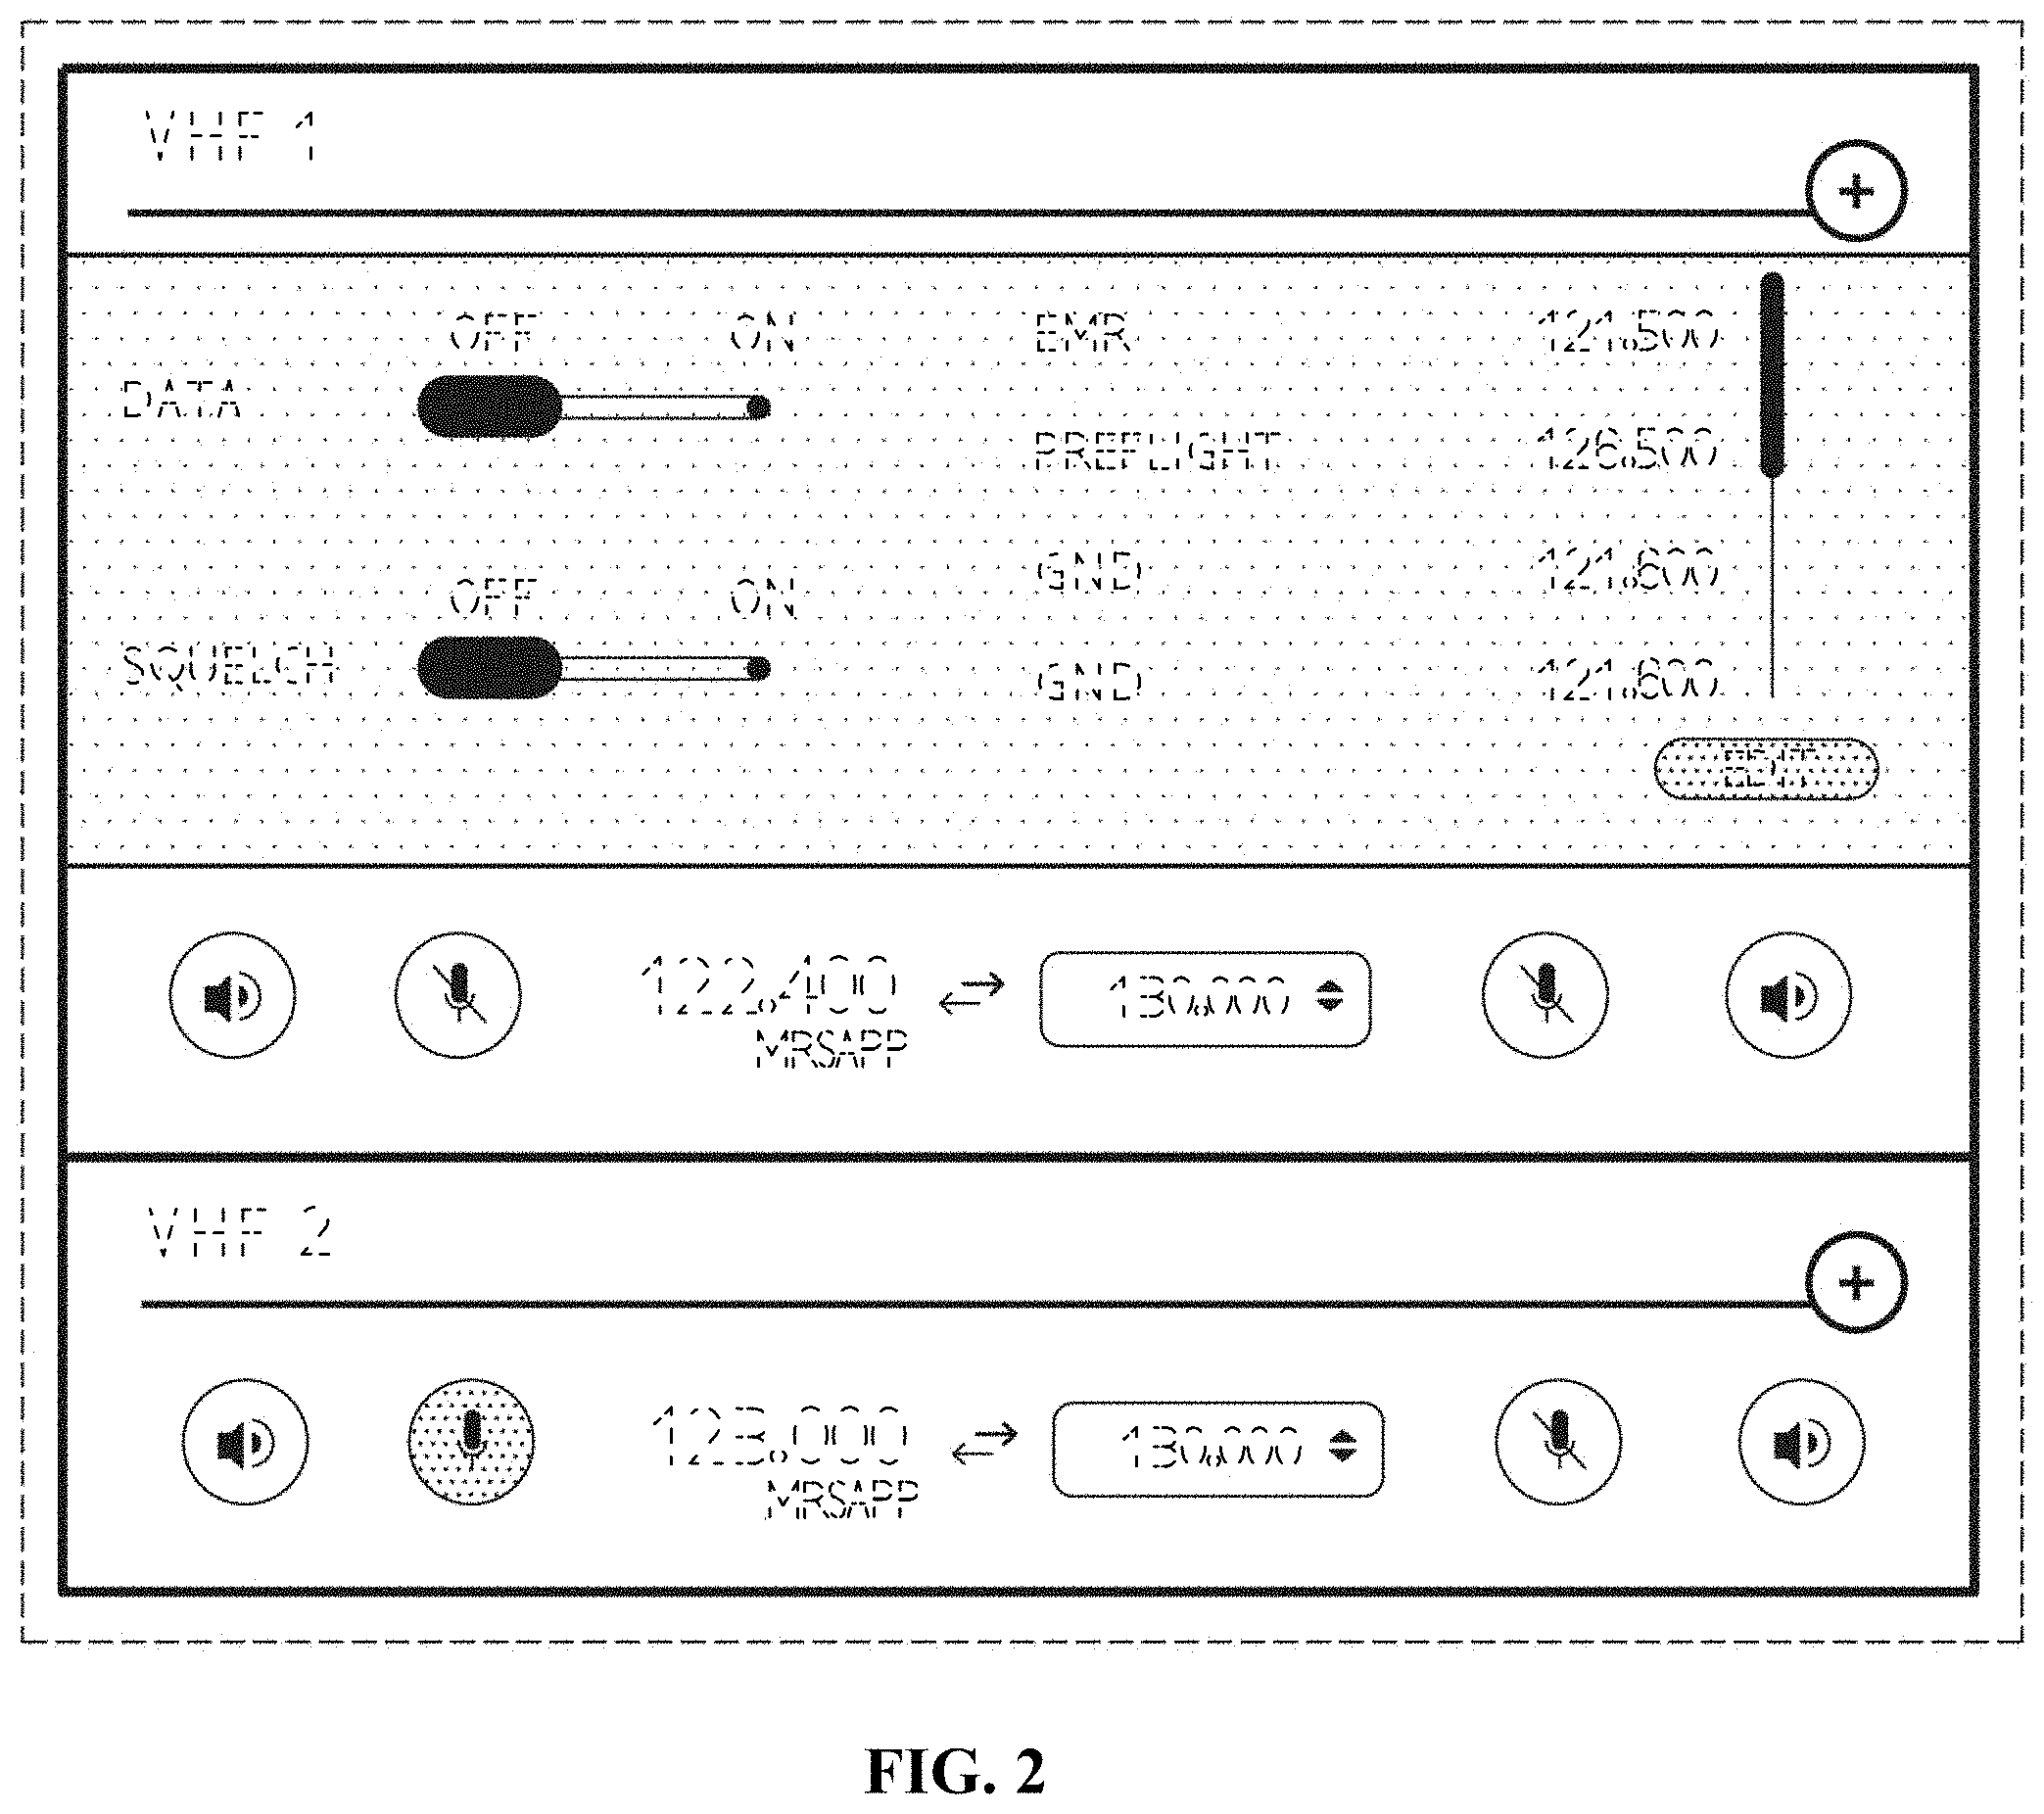 VHF 1
OFF ON EMR 121.500
DATA
PREFLIGHT 126.500
GND 121.600
OFF ON
SQUELCH GND 121.600
EDIT
122.400 130.000
MRSAPP
VHF 2
123.000 130.000
MRSAPP
FIG. 2